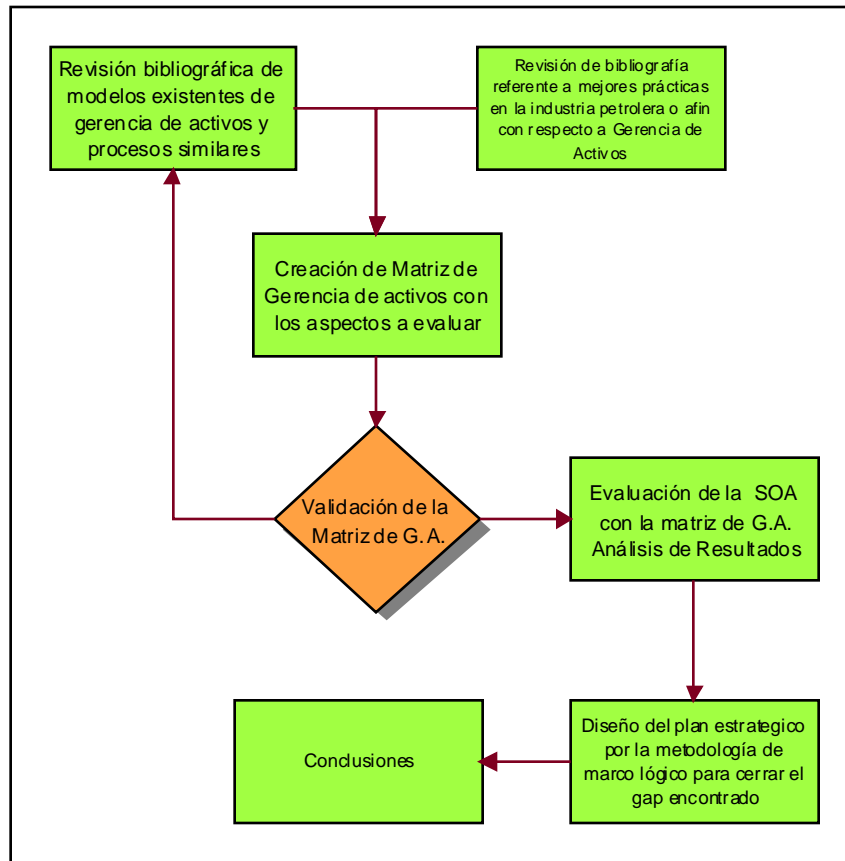 Revisión bibliográfica de
modelos existentes de
gerencia de activos y
procesos similares
Revisión de bibliografía
referente a mejores prácticas
en la industria petrolera o afin
con respecto a Gerencia de
Activos
Creación de Matriz de
Gerencia de activos con
los aspectos a evaluar
Validación de la
Matriz de G.A.
Evaluación de la SOA
con la matriz de G.A.
Análisis de Resultados
Diseño del plan estrategico
por la metodología de
marco lógico para cerrar el
gap encontrado
Conclusiones